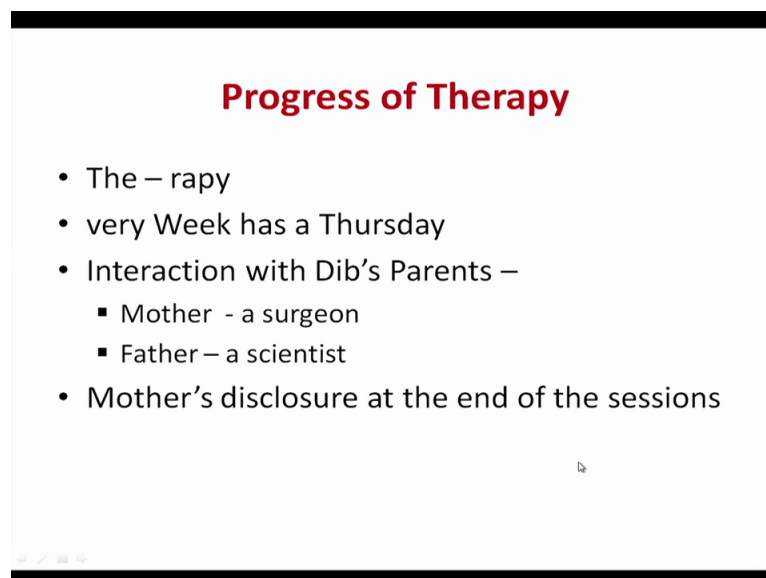 Progress of Therapy
• The – rapy
• very Week has a Thursday
• Interaction with Dib's Parents –
▪ Mother - a surgeon
▪ Father – a scientist
• Mother's disclosure at the end of the sessions